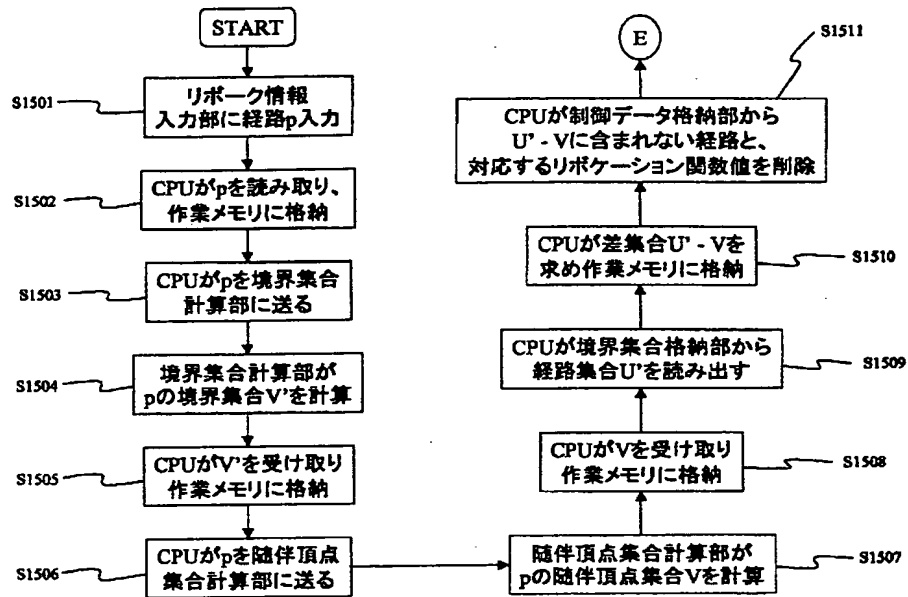 START
S1501
リボーク情報
入力部に経路p入力
S1502
CPUがpを読み取り、
作業メモリに格納
S1503
CPUがpを境界集合
計算部に送る
S1504
境界集合計算部が
pの境界集合V'を計算
S1505
CPUがV'を受け取り
作業メモリに格納
S1506
CPUがpを随伴頂点
集合計算部に送る
随伴頂点集合計算部が
pの随伴頂点集合Vを計算
S1507
CPUがVを受け取り
作業メモリに格納
S1508
CPUが境界集合格納部から
経路集合U'を読み出す
S1509
CPUが差集合U' - Vを
求め作業メモリに格納
S1510
CPUが制御データ格納部から
U' - Vに含まれない経路と、
対応するリボケーション関数値を削除
S1511
E